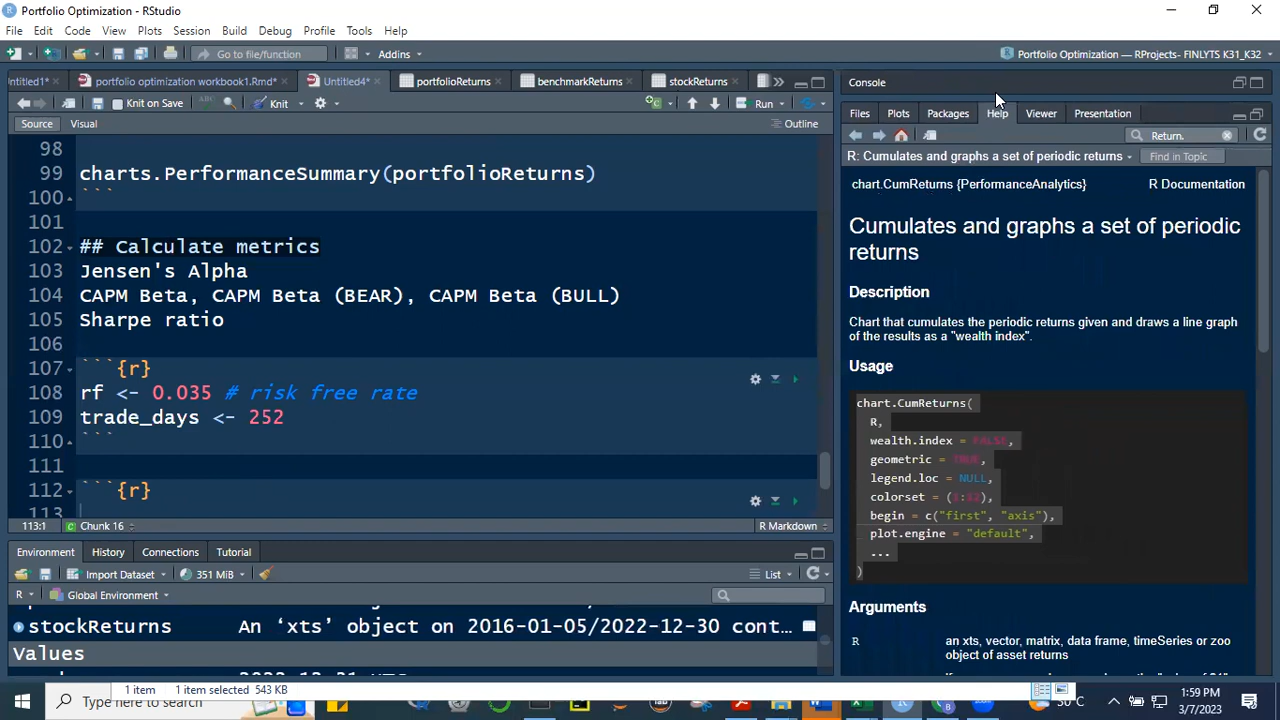 Portfolio Optimization - RStudio
File Edit Code View Plots Session Build Debug Profile Tools Help
Go to file/function Addins Portfolio Optimization — RProjects- FINLYTS K31_K32
ntitled1* portfolio optimization workbook1.Rmd* Untitled4* portfolioReturns benchmarkReturns stockReturns
Knit on Save Knit Run
Source Visual Outline
98
99 charts.PerformanceSummary(portfolioReturns)
100 ```
101
102 ## Calculate metrics
103 Jensen's Alpha
104 CAPM Beta, CAPM Beta (BEAR), CAPM Beta (BULL)
105 Sharpe ratio
106
107 ```{r}
108 rf <- 0.035 # risk free rate
109 trade_days <- 252
110 ```
111
112 ```{r}
113
113:1 Chunk 16 R Markdown
Environment History Connections Tutorial
Import Dataset 351 MiB List
R Global Environment
stockReturns An ‘xts’ object on 2016-01-05/2022-12-30 cont...
Values
Console
Files Plots Packages Help Viewer Presentation
Return.
R: Cumulates and graphs a set of periodic returns Find in Topic
chart.CumReturns {PerformanceAnalytics} R Documentation
Cumulates and graphs a set of periodic
returns
Description
Chart that cumulates the periodic returns given and draws a line graph
of the results as a "wealth index".
Usage
chart.CumReturns(
R,
wealth.index = FALSE,
geometric = TRUE,
legend.loc = NULL,
colorset = (1:12),
begin = c("first", "axis"),
plot.engine = "default",
...
)
Arguments
R an xts, vector, matrix, data frame, timeSeries or zoo
object of asset returns
1 item 1 item selected 543 KB
Type here to search
30°C
1:59 PM
3/7/2023